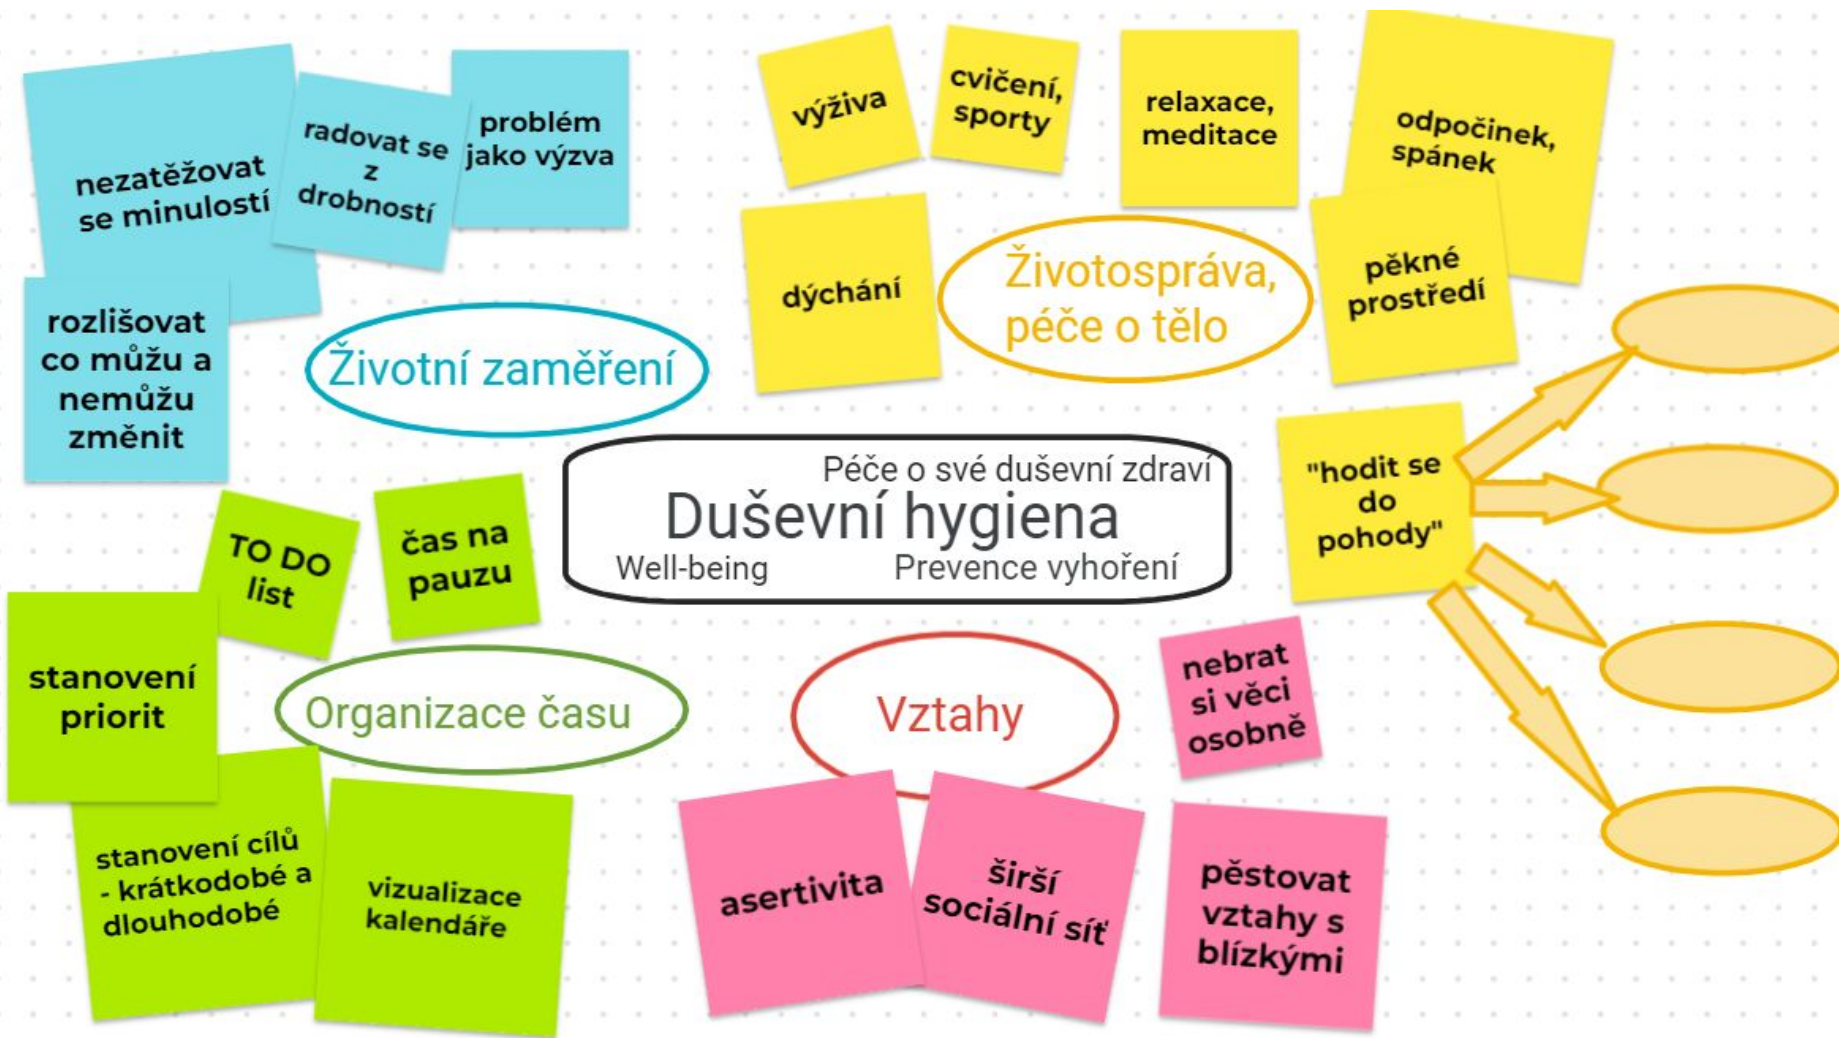 nezatěžovat
se minulostí
radovat se
z
drobností
problém
jako výzva
rozlišovat
co můžu a
nemůžu
změnit
Životní zaměření
výživa
cvičení,
sporty
relaxace,
meditace
odpočinek,
spánek
dýchání
Životospráva,
péče o tělo
pěkné
prostředí
Péče o své duševní zdraví
Duševní hygiena
Well-being
Prevence vyhoření
"hodit se
do
pohody"
TO DO
list
čas na
pauzu
stanovení
priorit
Organizace času
stanovení cílů
- krátkodobé a
dlouhodobé
vizualizace
kalendáře
Vztahy
nebrat
si věci
osobně
asertivita
širší
sociální síť
pěstovat
vztahy s
blízkými